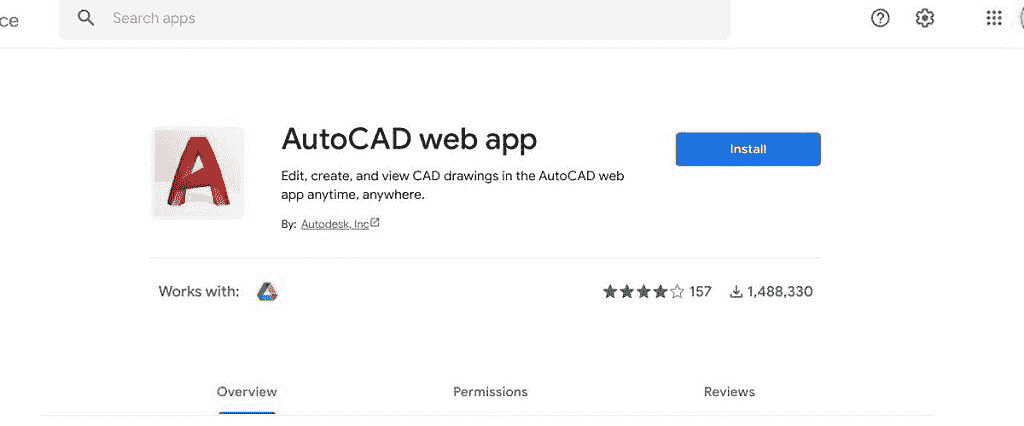 ce
Search apps
AutoCAD web app
Install
Edit, create, and view CAD drawings in the AutoCAD web
app anytime, anywhere.
By: Autodesk, Inc
Works with:
157 1,488,330
Overview Permissions Reviews